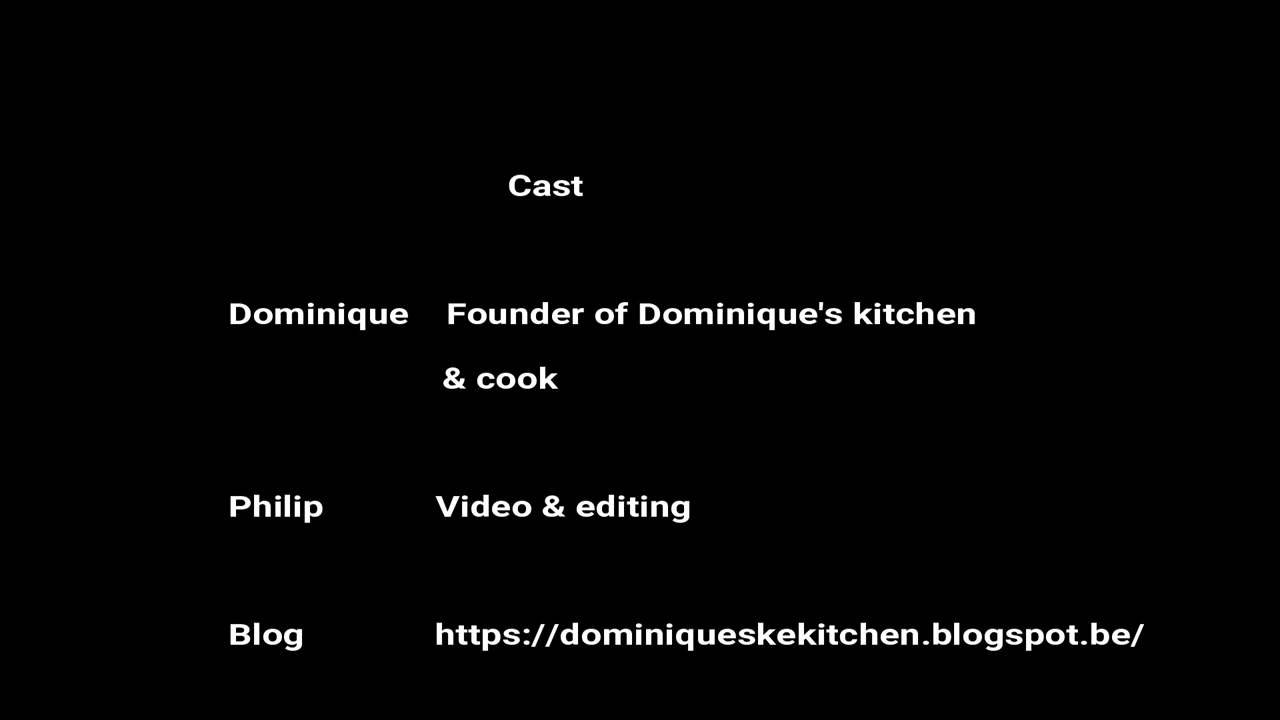 Cast
Dominique Founder of Dominique's kitchen
& cook
Philip Video & editing
Blog https://dominiqueskekitchen.blogspot.be/